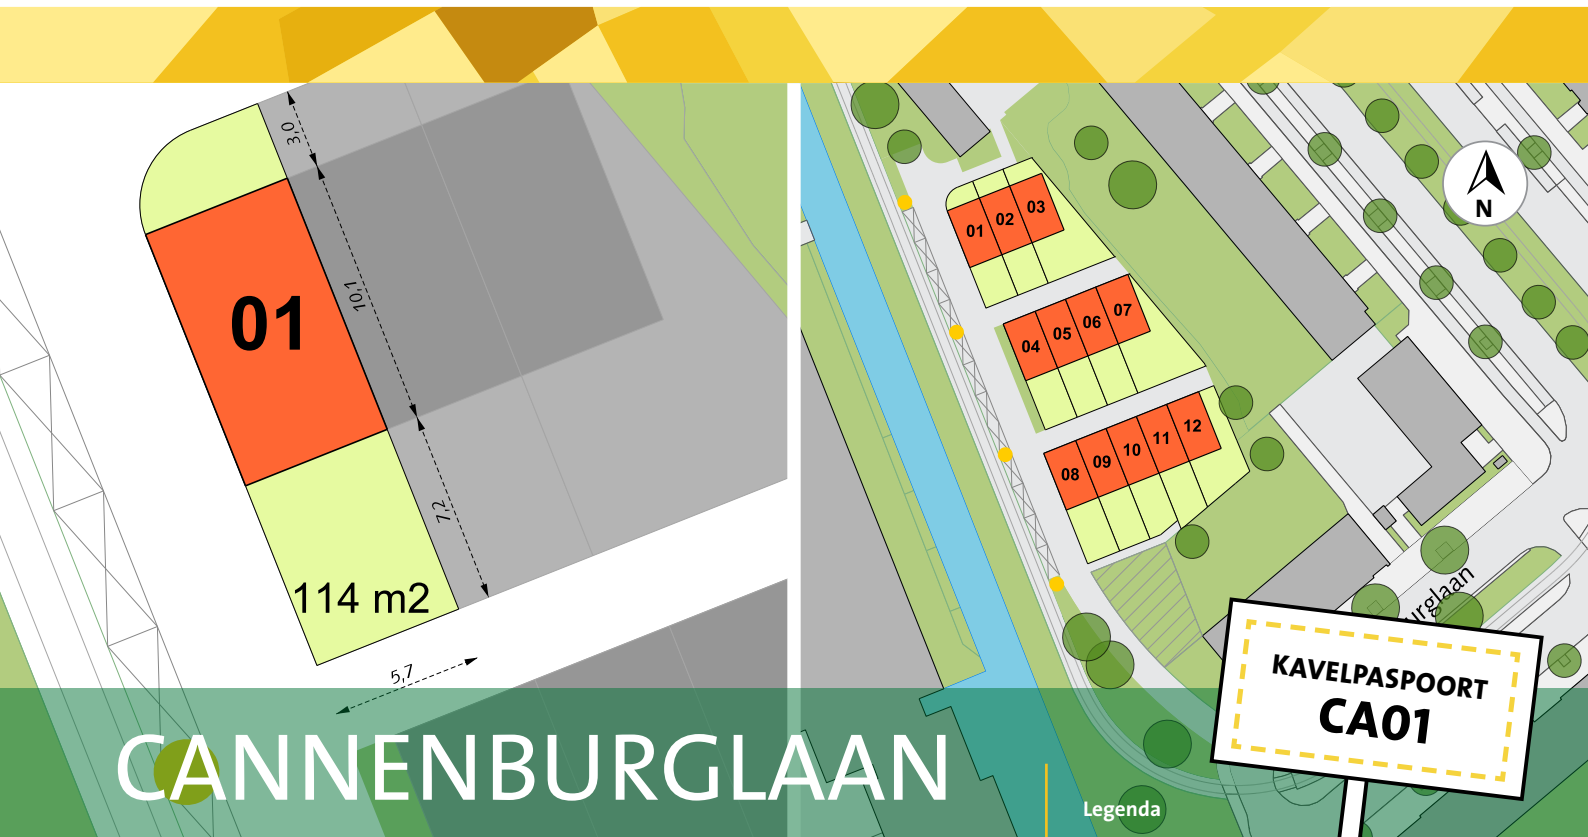 3,0
10,1
01
7,2
114 m2
5,7
CANNENBURGLAAN
01
02
03
04
05
06
07
08
09
10
11
12
N
urglaan
KAVELPASPOORT
CA01
Legenda